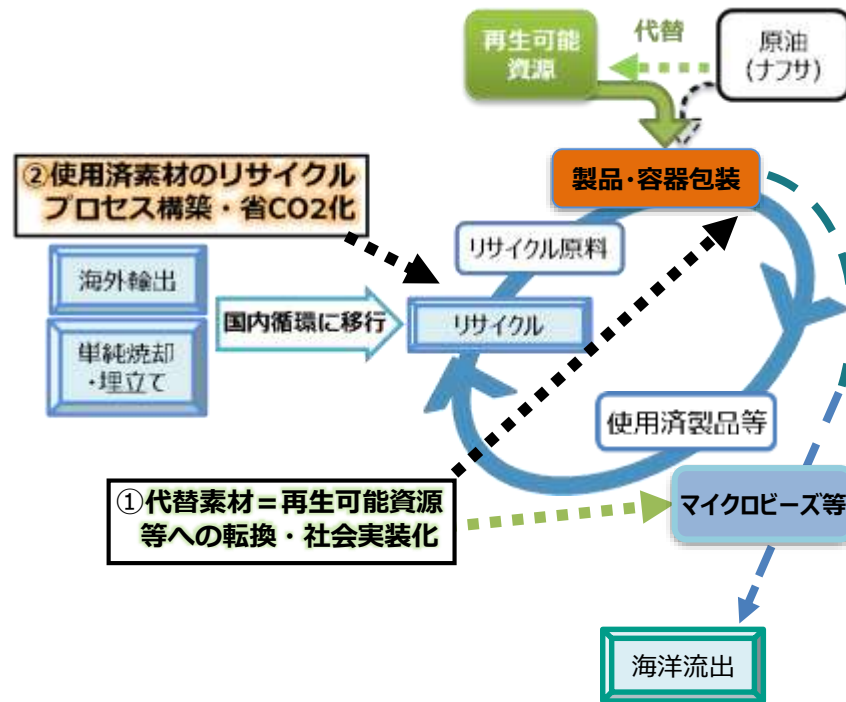 再生可能
資源
代替
原油
(ナフサ)
②使用済素材のリサイクル
プロセス構築・省CO2化
製品・容器包装
リサイクル原料
海外輸出
国内循環に移行
リサイクル
単純焼却
・埋立て
使用済製品等
①代替素材＝再生可能資源
等への転換・社会実装化
マイクロビーズ等
海洋流出